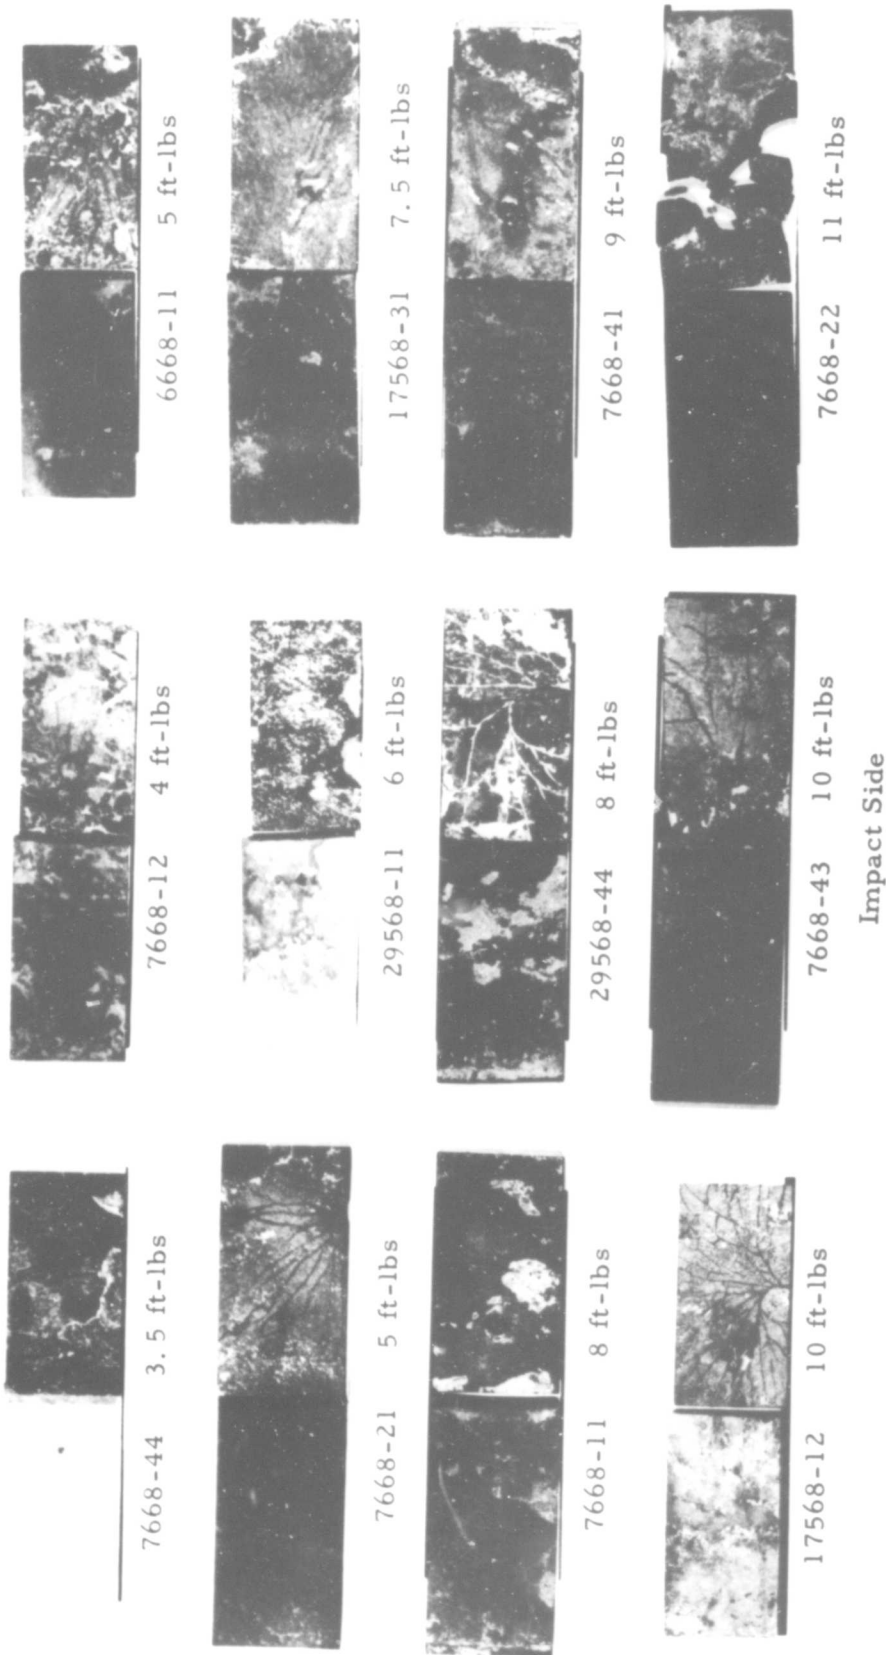 7668-44 3.5 ft-lbs
7668-12 4 ft-lbs
6668-11 5 ft-lbs
7668-21 5 ft-lbs
29568-11 6 ft-lbs
17568-31 7.5 ft-lbs
7668-11 8 ft-lbs
29568-44 8 ft-lbs
7668-41 9 ft-lbs
17568-12 10 ft-lbs
7668-43 10 ft-lbs
7668-22 11 ft-lbs
Impact Side